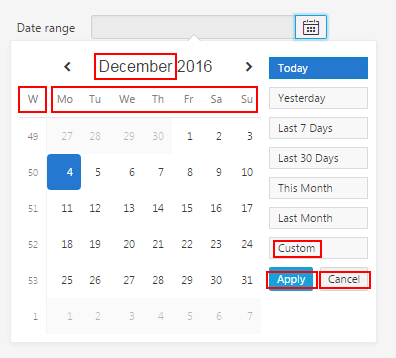 Date range
December 2016
W Mo Tu We Th Fr Sa Su
49 27 28 29 30 1 2 3
50 4 5 6 7 8 9 10
51 11 12 13 14 15 16 17
52 18 19 20 21 22 23 24
53 25 26 27 28 29 30 31
1 1 2 3 4 5 6 7
Today
Yesterday
Last 7 Days
Last 30 Days
This Month
Last Month
Custom
Apply Cancel